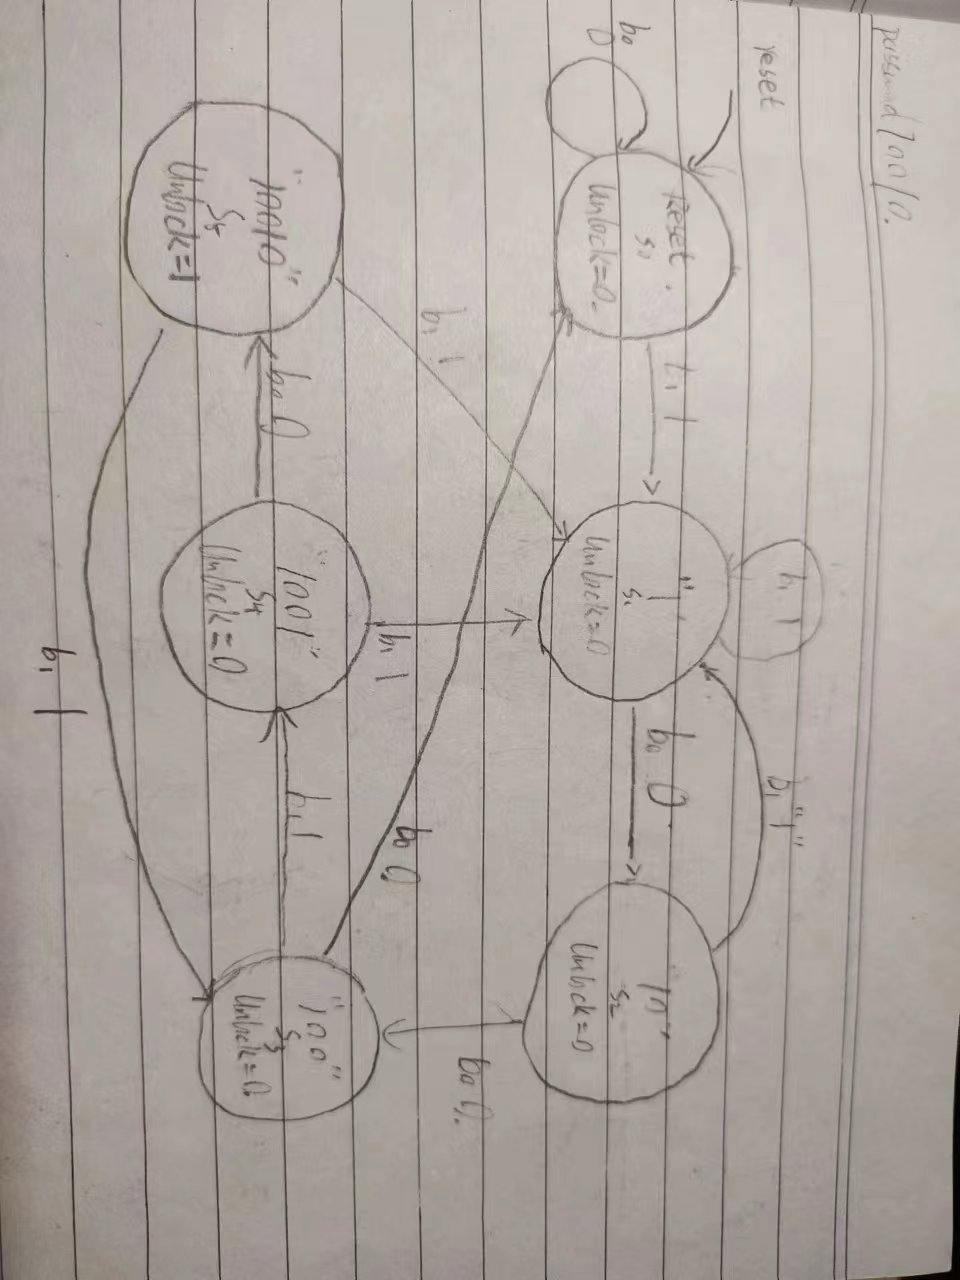 password 10010.
reset
b0
0
Reset.
S0
Unlock=0.
b1 1
b1 1
"1
S1
Unlock=0
b0 0.
b1 "1"
"10"
S2
Unlock=0
b0 0.
b1 1
b1 1
b0 0
"10010"
S5
Unlock=1
b0 0
"1001"
S4
Unlock=0
b1 1
"100"
S3
Unlock=0.
b1 1